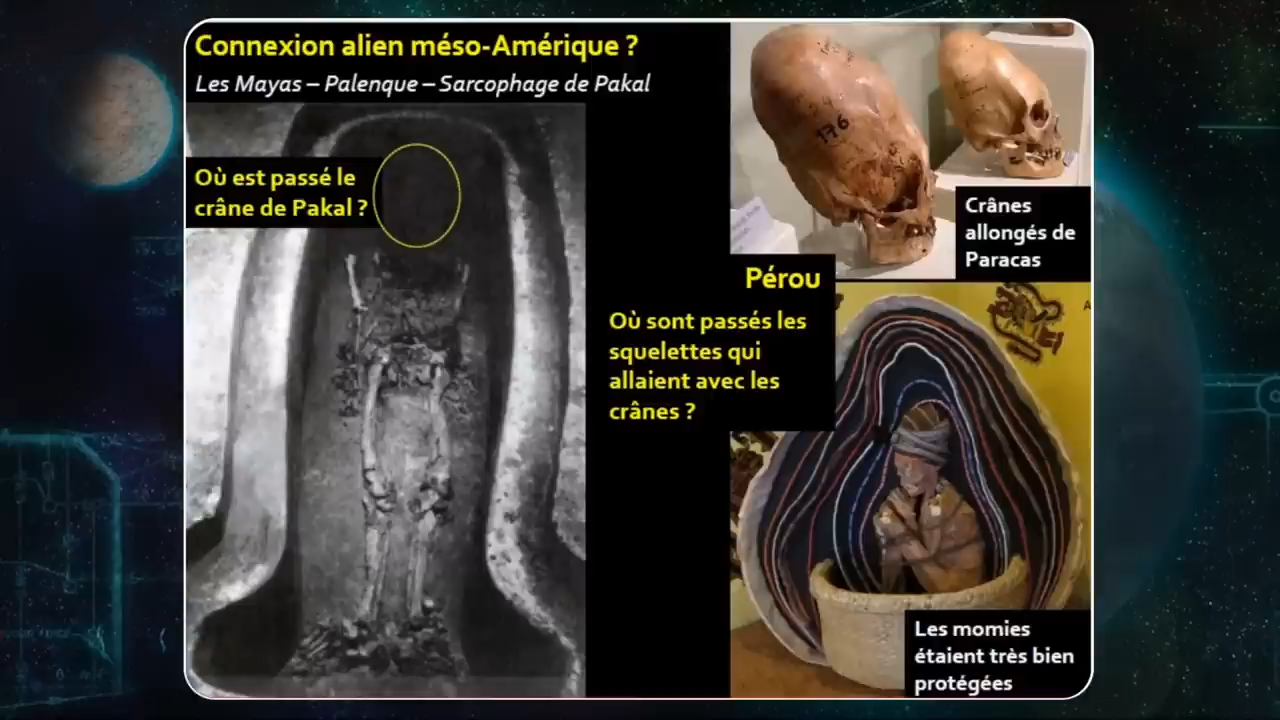 Connexion alien méso-Amérique ?
Les Mayas – Palenque – Sarcophage de Pakal
Où est passé le
crâne de Pakal ?
176
Crânes
allongés de
Paracas
Pérou
Où sont passés les
squelettes qui
allaient avec les
crânes ?
Les momies
étaient très bien
protégées